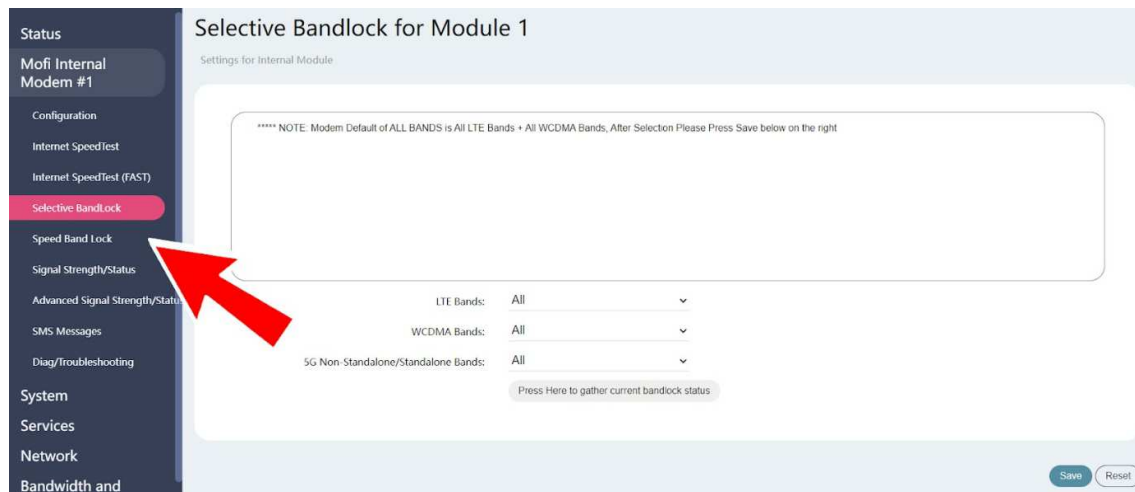 Status
Mofi Internal
Modem #1
Configuration
Internet SpeedTest
Internet SpeedTest (FAST)
Selective BandLock
Speed Band Lock
Signal Strength/Status
Advanced Signal Strength/Statu
SMS Messages
Diag/Troubleshooting
System
Services
Network
Bandwidth and
Selective Bandlock for Module 1
Settings for Internal Module
***** NOTE: Modem Default of ALL BANDS is All LTE Bands + All WCDMA Bands, After Selection Please Press Save below on the right
LTE Bands: All
WCDMA Bands: All
5G Non-Standalone/Standalone Bands: All
Press Here to gather current bandlock status
Save Reset